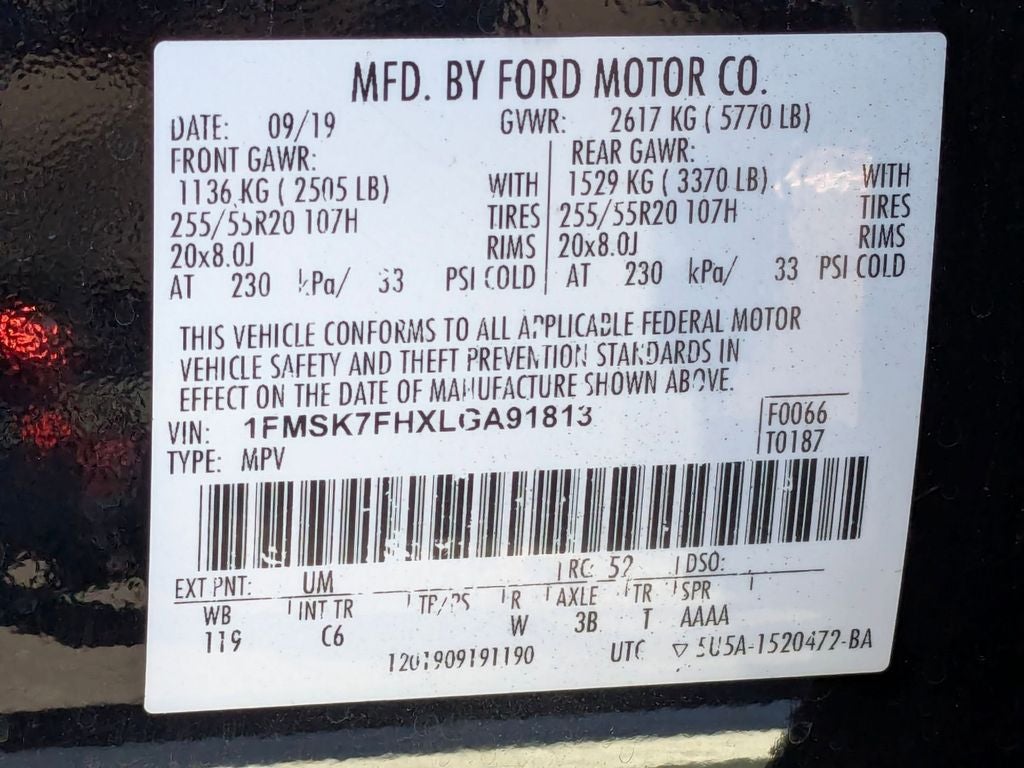 MFD. BY FORD MOTOR CO.
DATE: 09/19 GVWR: 2617 KG ( 5770 LB)
FRONT GAWR: REAR GAWR:
1136 KG ( 2505 LB) WITH 1529 KG ( 3370 LB) WITH
255/55R20 107H TIRES 255/55R20 107H TIRES
20x8.0J RIMS 20x8.0J RIMS
AT 230 kPa/ 33 PSI COLD AT 230 kPa/ 33 PSI COLD
THIS VEHICLE CONFORMS TO ALL APPLICABLE FEDERAL MOTOR
VEHICLE SAFETY AND THEFT PREVENTION STANDARDS IN
EFFECT ON THE DATE OF MANUFACTURE SHOWN ABOVE.
VIN: 1FMSK7FHXLGA91813 F0066
TYPE: MPV T0187
EXT PNT: UM RC: 52 DSO:
WB INT TR TP/PS R AXLE TR SPR
119 C6 W 3B T AAAA
1201909191190 UTC ▽ 5U5A-1520472-BA